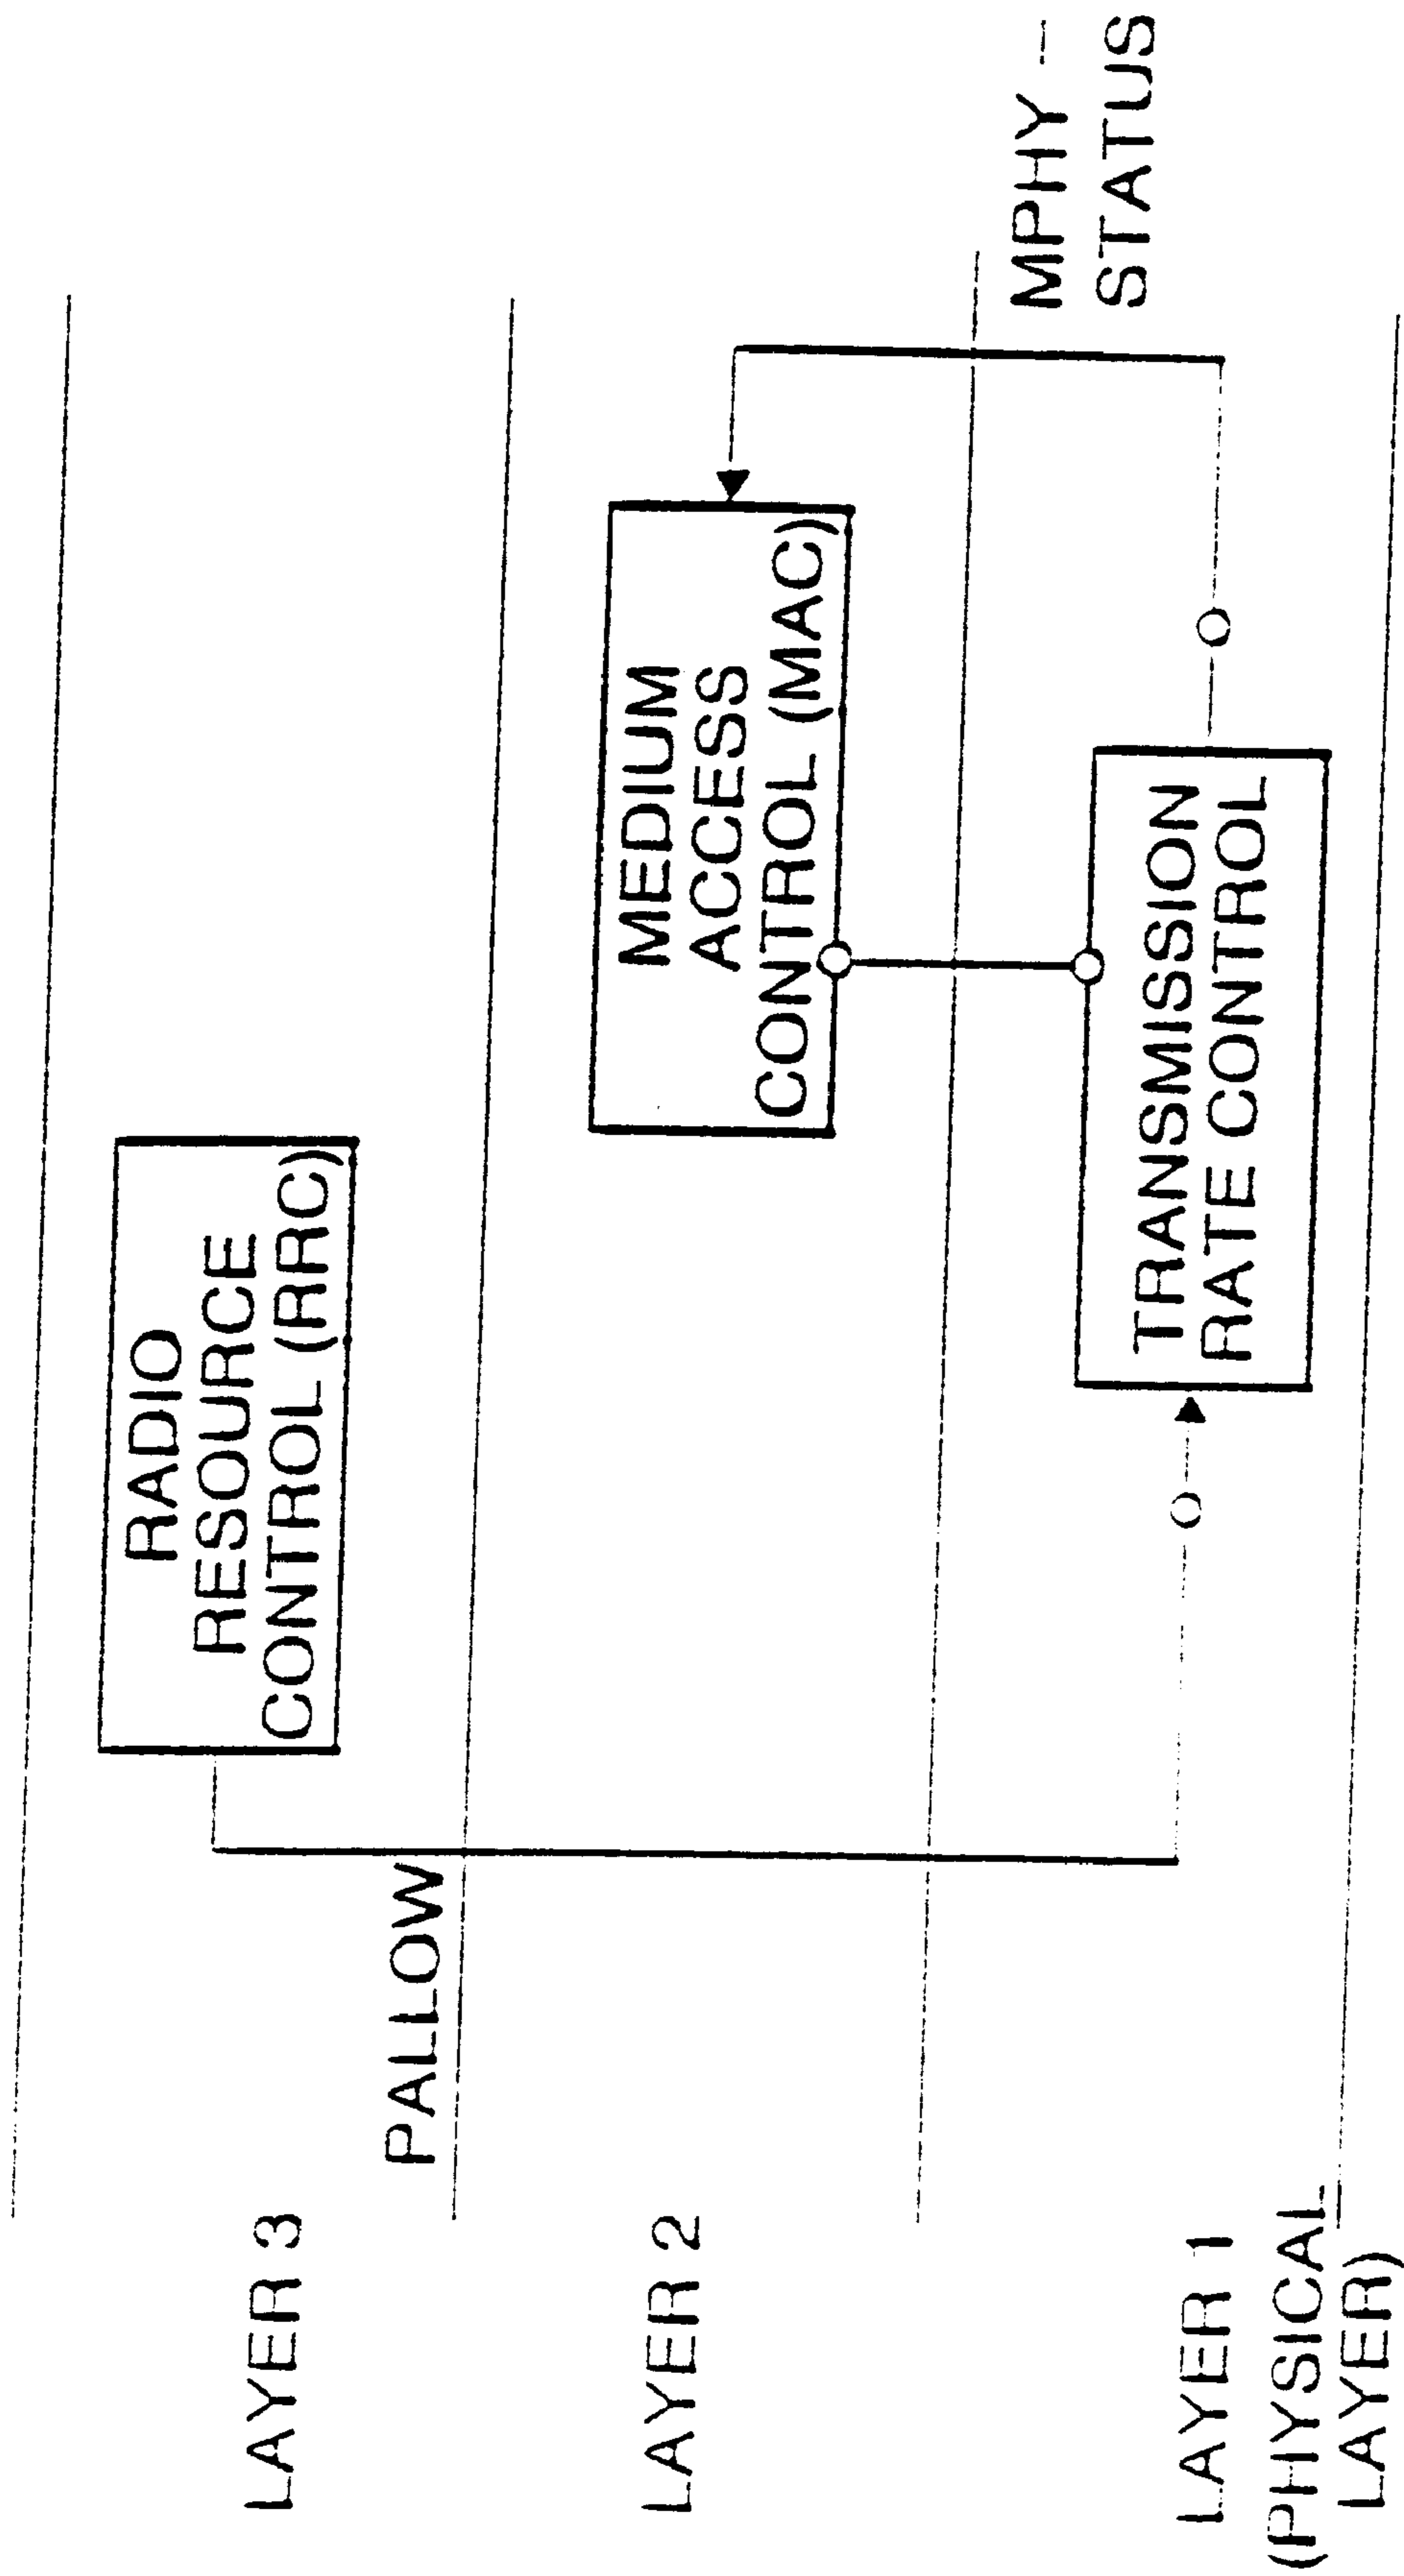 LAYER 3
RADIO
RESOURCE
CONTROL (RRC)
PALLOW
LAYER 2
MEDIUM
ACCESS
CONTROL (MAC)
LAYER 1
(PHYSICAL
LAYER)
TRANSMISSION
RATE CONTROL
MPHY –
STATUS